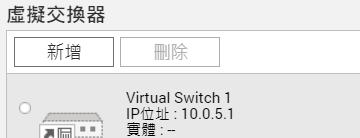 虛擬交換器
新增
刪除
Virtual Switch 1
IP位址 : 10.0.5.1
實體 : --